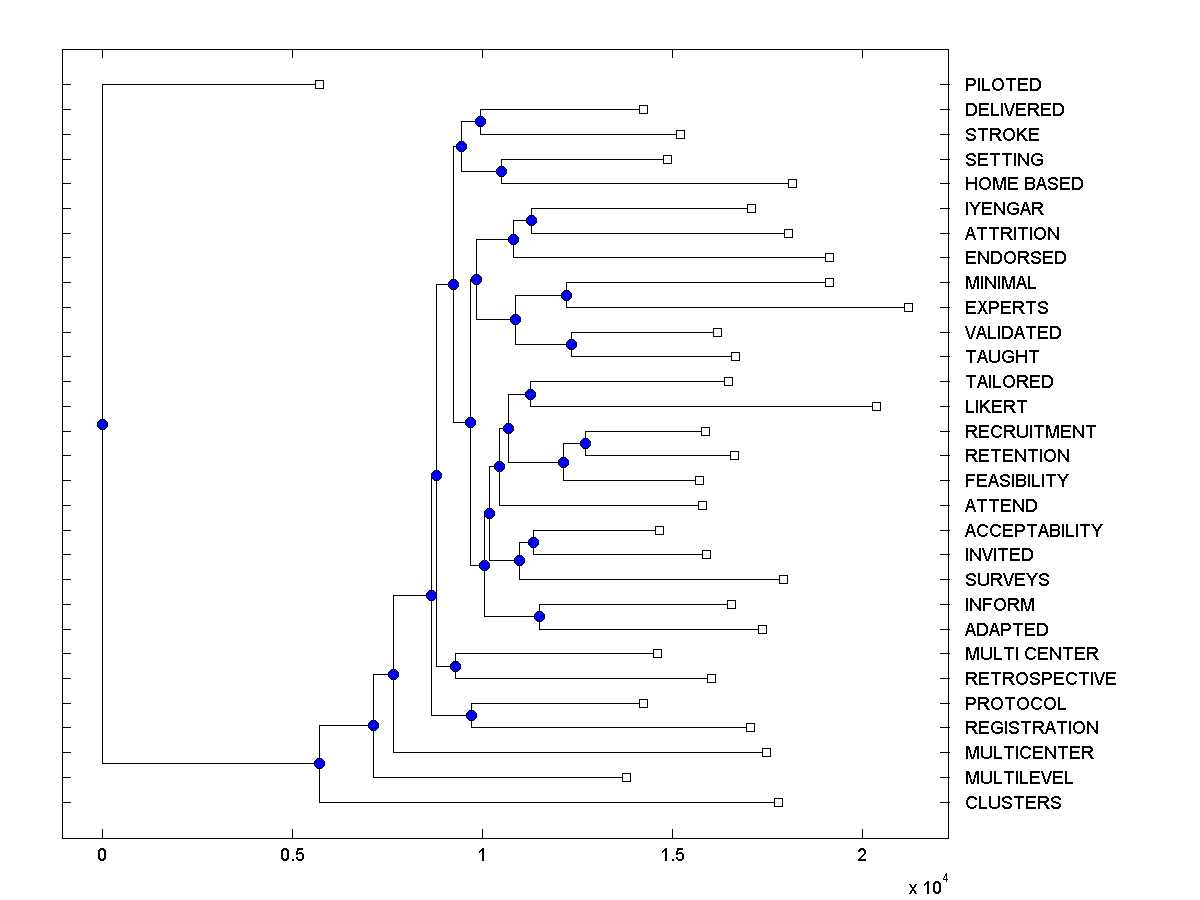 PILOTED
DELIVERED
STROKE
SETTING
HOME BASED
IYENGAR
ATTRITION
ENDORSED
MINIMAL
EXPERTS
VALIDATED
TAUGHT
TAILORED
LIKERT
RECRUITMENT
RETENTION
FEASIBILITY
ATTEND
ACCEPTABILITY
INVITED
SURVEYS
INFORM
ADAPTED
MULTI CENTER
RETROSPECTIVE
PROTOCOL
REGISTRATION
MULTICENTER
MULTILEVEL
CLUSTERS
0 0.5 1 1.5 2
x 10^4